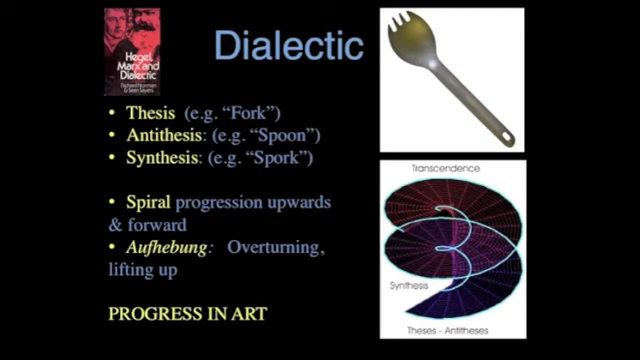 Hegel,
Marx and
Dialectic
Richard Norman
& Sean Sayers
Dialectic
• Thesis (e.g. “Fork”)
• Antithesis: (e.g. “Spoon”)
• Synthesis: (e.g. “Spork”)
• Spiral progression upwards
& forward
• Aufhebung: Overturning,
lifting up
PROGRESS IN ART
Transcendence
Synthesis
Theses - Antitheses